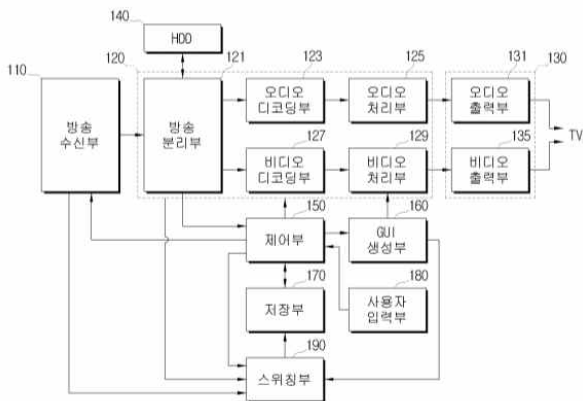 140
HDD
110
120
121
123
125
131
130
방송
수신부
방송
분리부
오디오
디코딩부
오디오
처리부
오디오
출력부
TV
127
129
135
비디오
디코딩부
비디오
처리부
비디오
출력부
150
160
제어부
GUI
생성부
170
180
저장부
사용자
입력부
190
스위칭부